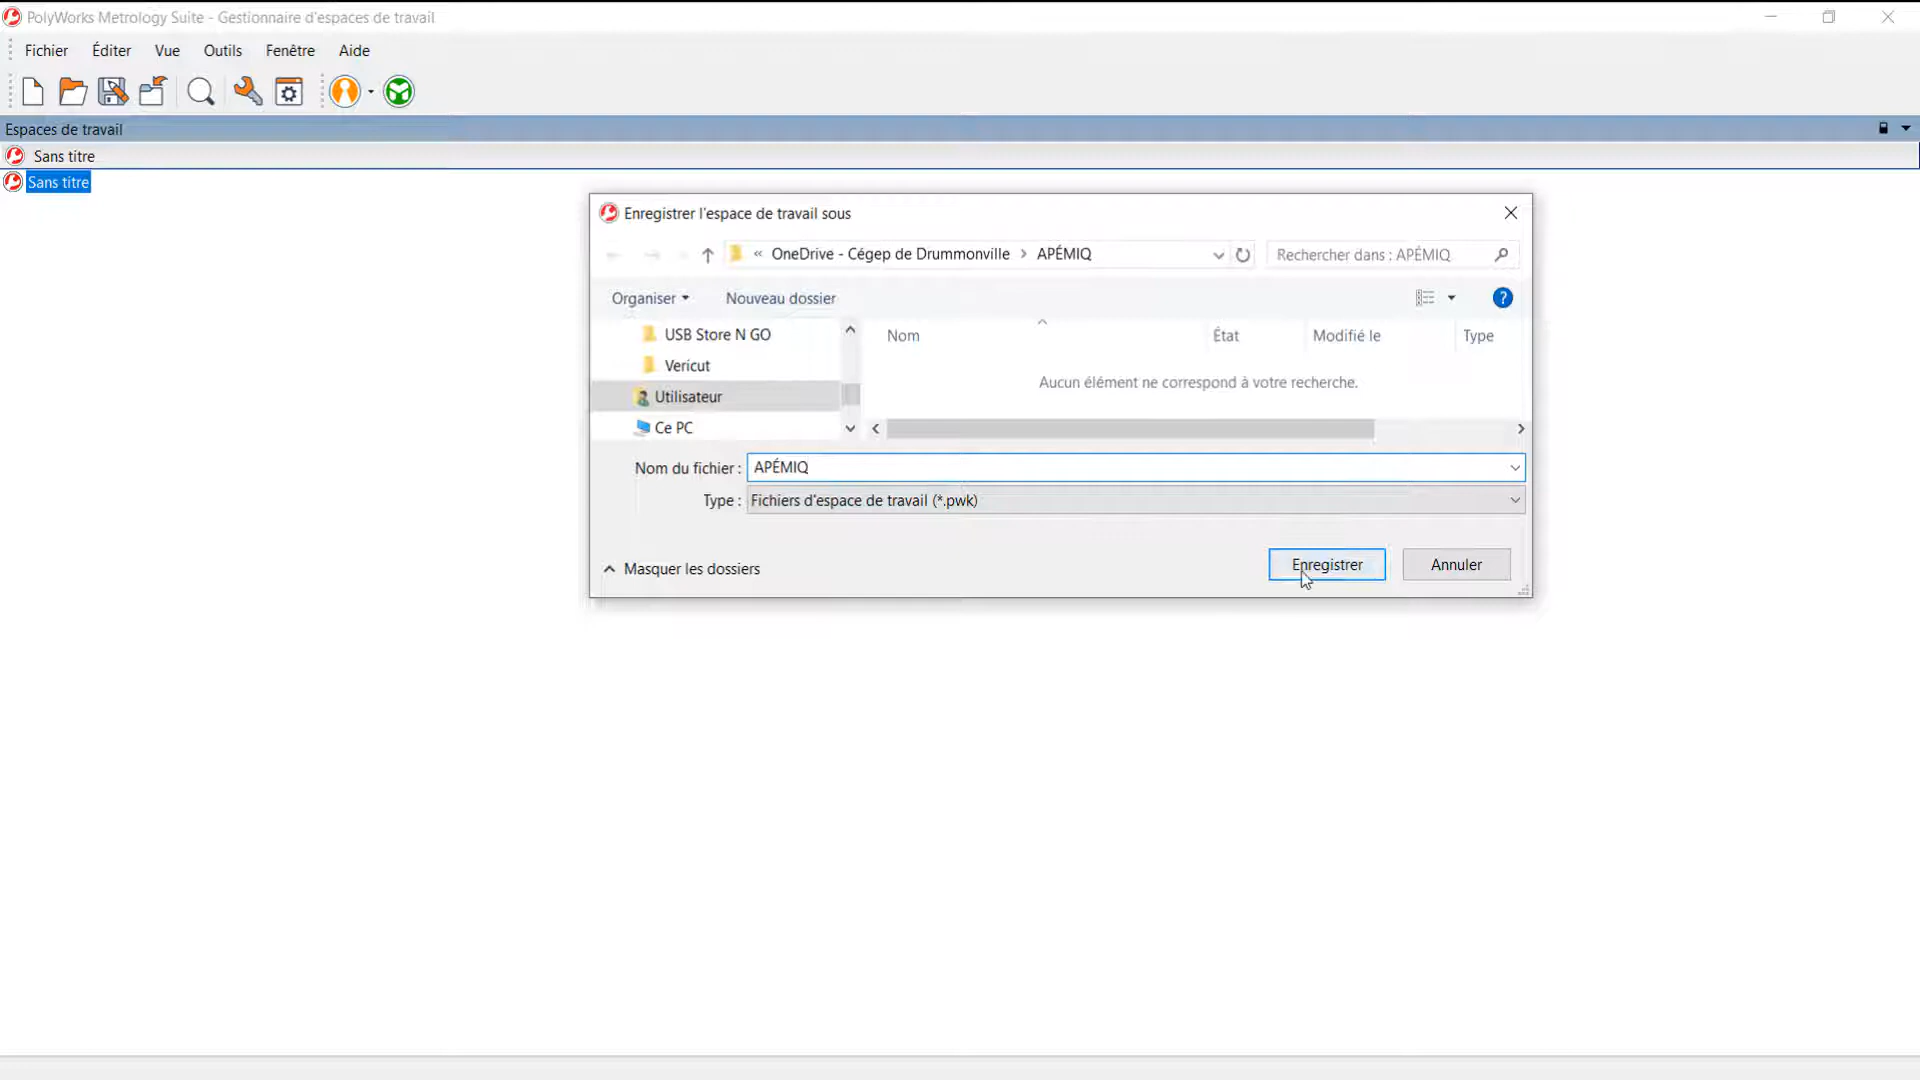 PolyWorks Metrology Suite - Gestionnaire d'espaces de travail
Fichier Éditer Vue Outils Fenêtre Aide
Espaces de travail
Sans titre
Sans titre
Enregistrer l'espace de travail sous
« OneDrive - Cégep de Drummonville > APÉMIQ Rechercher dans : APÉMIQ
Organiser Nouveau dossier
USB Store N GO
Vericut
Utilisateur
Ce PC
Nom État Modifié le Type
Aucun élément ne correspond à votre recherche.
Nom du fichier : APÉMIQ
Type : Fichiers d'espace de travail (*.pwk)
Masquer les dossiers Enregistrer Annuler